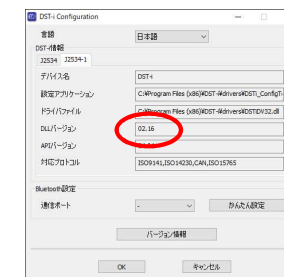 DST-i Configuration
言語
日本語
DST-i情報
J2534 J2534-1
デバイス名
DST-i
設定アプリケーション
C:¥Program Files (x86)¥DST-i¥drivers¥DSTi_ConfigTo
ドライバファイル
C:¥Program Files (x86)¥DST-i¥drivers¥DSTiDV32.dll
DLLバージョン
02.16
APIバージョン
対応プロトコル
ISO9141,ISO14230,CAN,ISO15765
Bluetooth設定
通信ポート
-
かんたん設定
バージョン情報
OK
キャンセル